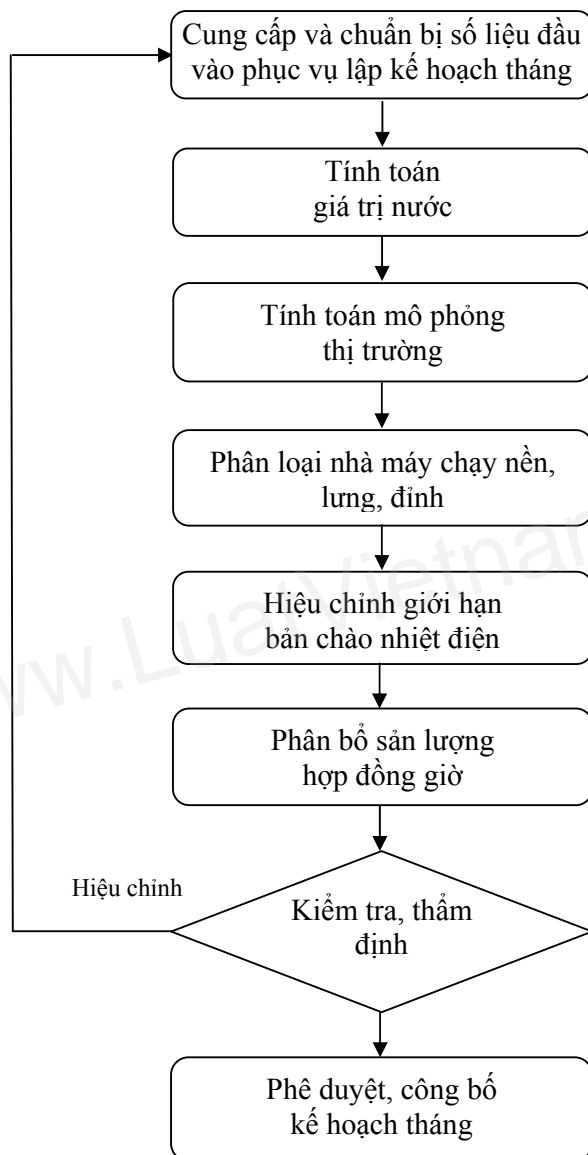 Cung cấp và chuẩn bị số liệu đầu
vào phục vụ lập kế hoạch tháng
Tính toán
giá trị nước
Tính toán mô phỏng
thị trường
Phân loại nhà máy chạy nền,
lưng, đỉnh
Hiệu chỉnh giới hạn
bản chào nhiệt điện
Phân bổ sản lượng
hợp đồng giờ
Hiệu chỉnh
Kiểm tra, thẩm
định
Phê duyệt, công bố
kế hoạch tháng
ww.LuatVietnam